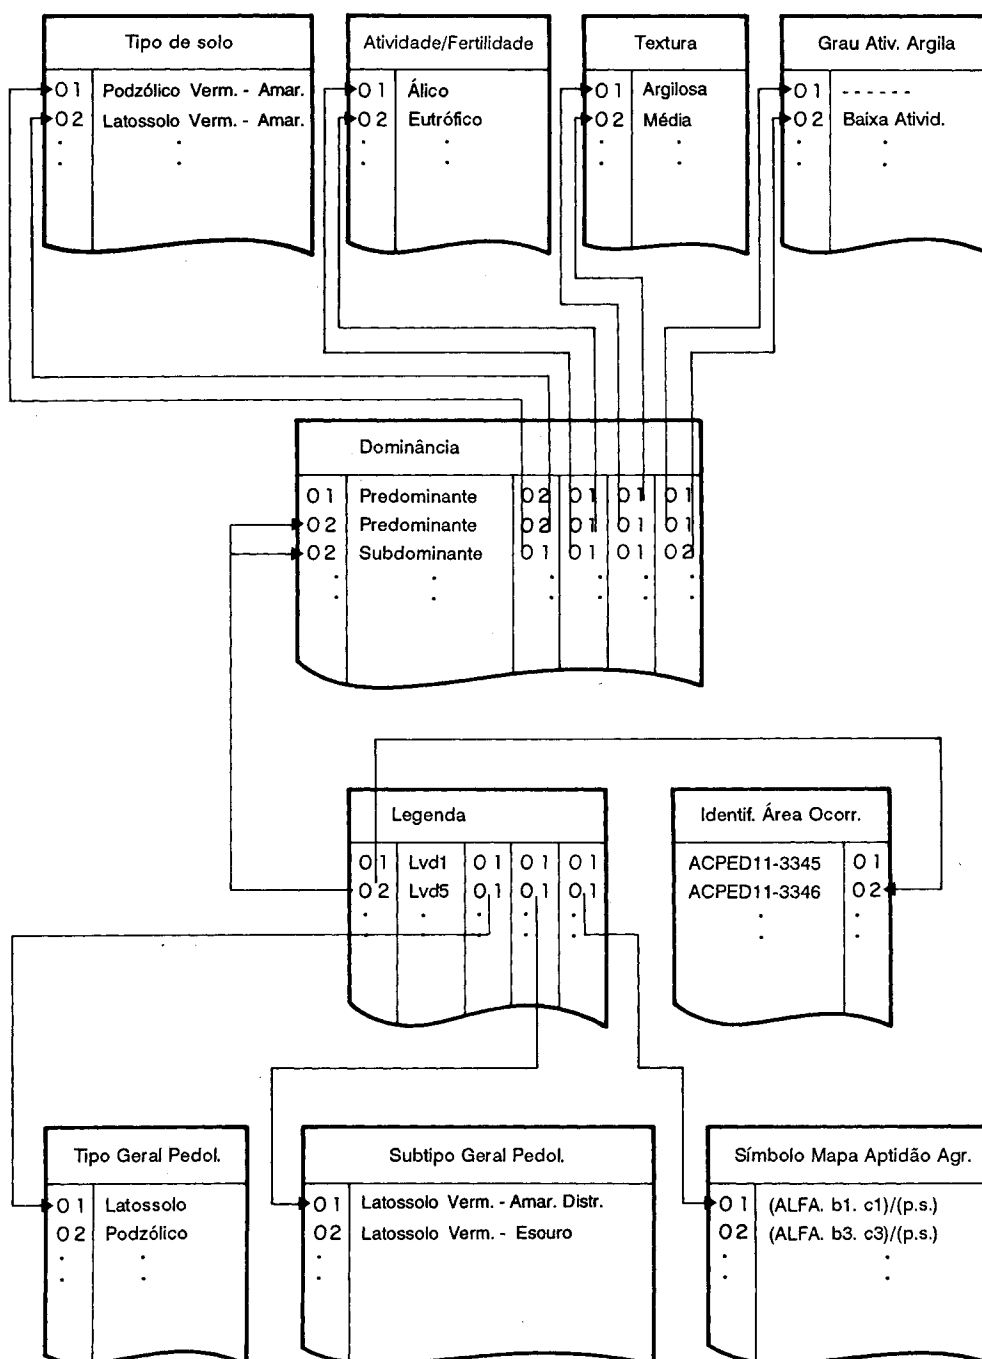 Tipo de solo
01 Podzólico Verm. - Amar.
02 Latossolo Verm. - Amar.
Atividade/Fertilidade
01 Álico
02 Eutrófico
Textura
01 Argilosa
02 Média
Grau Ativ. Argila
01 ------
02 Baixa Ativid.
Dominância
01 Predominante 02 01 01 01
02 Predominante 02 01 01 01
02 Subdominante 01 01 01 02
Legenda
01 Lvd1 01 01 01
02 Lvd5 01 01 01
Identif. Área Ocorr.
ACPED11-3345 01
ACPED11-3346 02
Tipo Geral Pedol.
01 Latossolo
02 Podzólico
Subtipo Geral Pedol.
01 Latossolo Verm. - Amar. Distr.
02 Latossolo Verm. - Esouro
Símbolo Mapa Aptidão Agr.
01 (ALFA. b1. c1)/(p.s.)
02 (ALFA. b3. c3)/(p.s.)